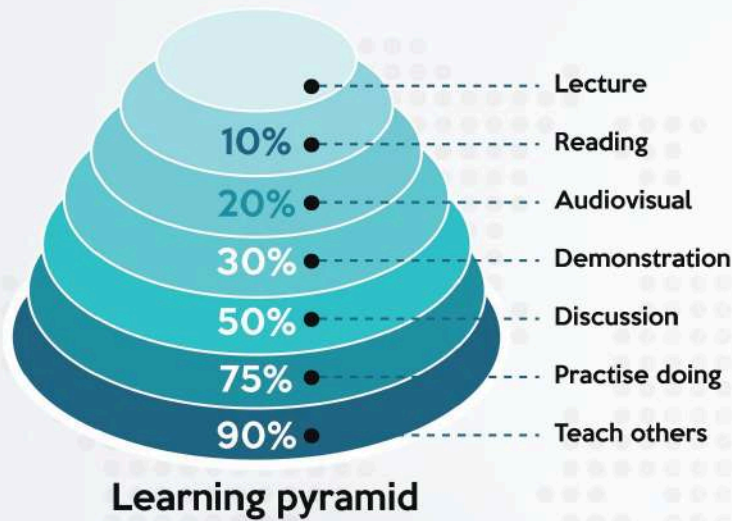 Lecture
10% Reading
20% Audiovisual
30% Demonstration
50% Discussion
75% Practise doing
90% Teach others
Learning pyramid